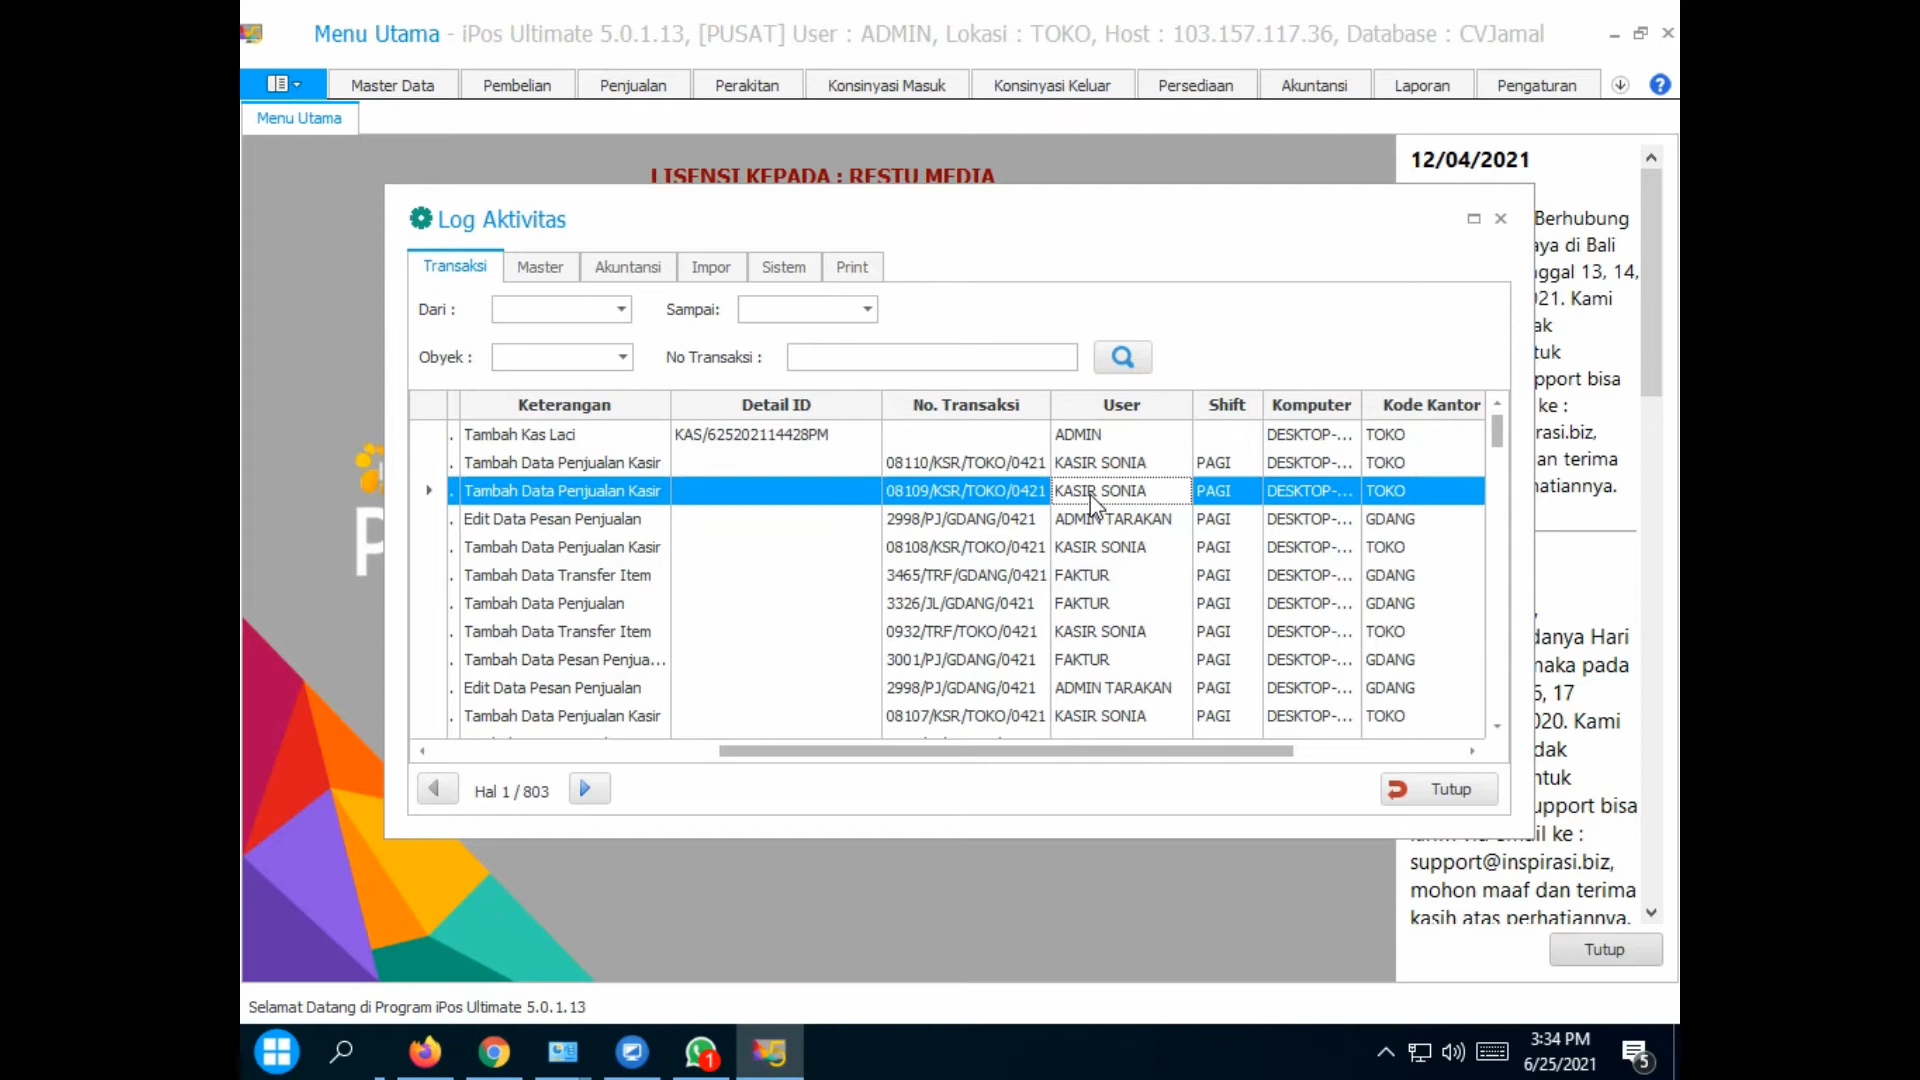 Menu Utama - iPos Ultimate 5.0.1.13, [PUSAT] User : ADMIN, Lokasi : TOKO, Host : 103.157.117.36, Database : CVJamal
Master Data Pembelian Penjualan Perakitan Konsinyasi Masuk Konsinyasi Keluar Persediaan Akuntansi Laporan Pengaturan
Menu Utama
LISENSI KEPADA : RESTU MEDIA
12/04/2021
Berhubung
aya di Bali
nggal 13, 14,
021. Kami
ak
tuk
pport bisa
ke :
rasi.biz,
an terima
hatiannya.
danya Hari
maka pada
6, 17
020. Kami
dak
ntuk
upport bisa
il ke :
support@inspirasi.biz,
mohon maaf dan terima
kasih atas perhatiannya.
Tutup
Log Aktivitas
Transaksi Master Akuntansi Impor Sistem Print
Dari : Sampai:
Obyek : No Transaksi :
Keterangan Detail ID No. Transaksi User Shift Komputer Kode Kantor
. Tambah Kas Laci KAS/625202114428PM ADMIN DESKTOP-... TOKO
. Tambah Data Penjualan Kasir 08110/KSR/TOKO/0421 KASIR SONIA PAGI DESKTOP-... TOKO
. Tambah Data Penjualan Kasir 08109/KSR/TOKO/0421 KASIR SONIA PAGI DESKTOP-... TOKO
. Edit Data Pesan Penjualan 2998/PJ/GDANG/0421 ADMIN TARAKAN PAGI DESKTOP-... GDANG
. Tambah Data Penjualan Kasir 08108/KSR/TOKO/0421 KASIR SONIA PAGI DESKTOP-... TOKO
. Tambah Data Transfer Item 3465/TRF/GDANG/0421 FAKTUR PAGI DESKTOP-... GDANG
. Tambah Data Penjualan 3326/JL/GDANG/0421 FAKTUR PAGI DESKTOP-... GDANG
. Tambah Data Transfer Item 0932/TRF/TOKO/0421 KASIR SONIA PAGI DESKTOP-... TOKO
. Tambah Data Pesan Penjua... 3001/PJ/GDANG/0421 FAKTUR PAGI DESKTOP-... GDANG
. Edit Data Pesan Penjualan 2998/PJ/GDANG/0421 ADMIN TARAKAN PAGI DESKTOP-... GDANG
. Tambah Data Penjualan Kasir 08107/KSR/TOKO/0421 KASIR SONIA PAGI DESKTOP-... TOKO
Hal 1 / 803
Tutup
Selamat Datang di Program iPos Ultimate 5.0.1.13
1
5
3:34 PM
6/25/2021
5